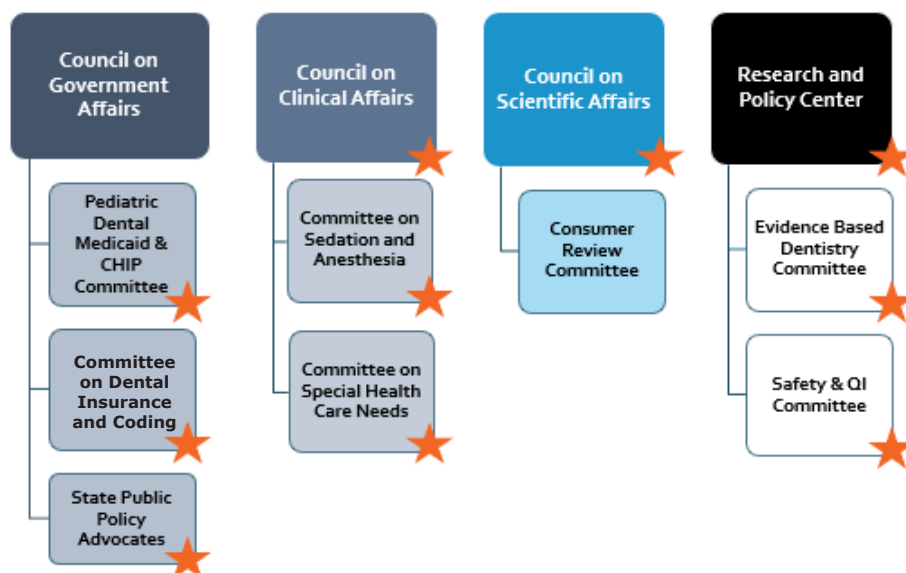 Council on
Government
Affairs
Pediatric
Dental
Medicaid &
CHIP
Committee
Committee
on Dental
Insurance
and Coding
State Public
Policy
Advocates
Council on
Clinical Affairs
Committee on
Sedation and
Anesthesia
Committee on
Special Health
Care Needs
Council on
Scientific Affairs
Consumer
Review
Committee
Research and
Policy Center
Evidence Based
Dentistry
Committee
Safety & QI
Committee